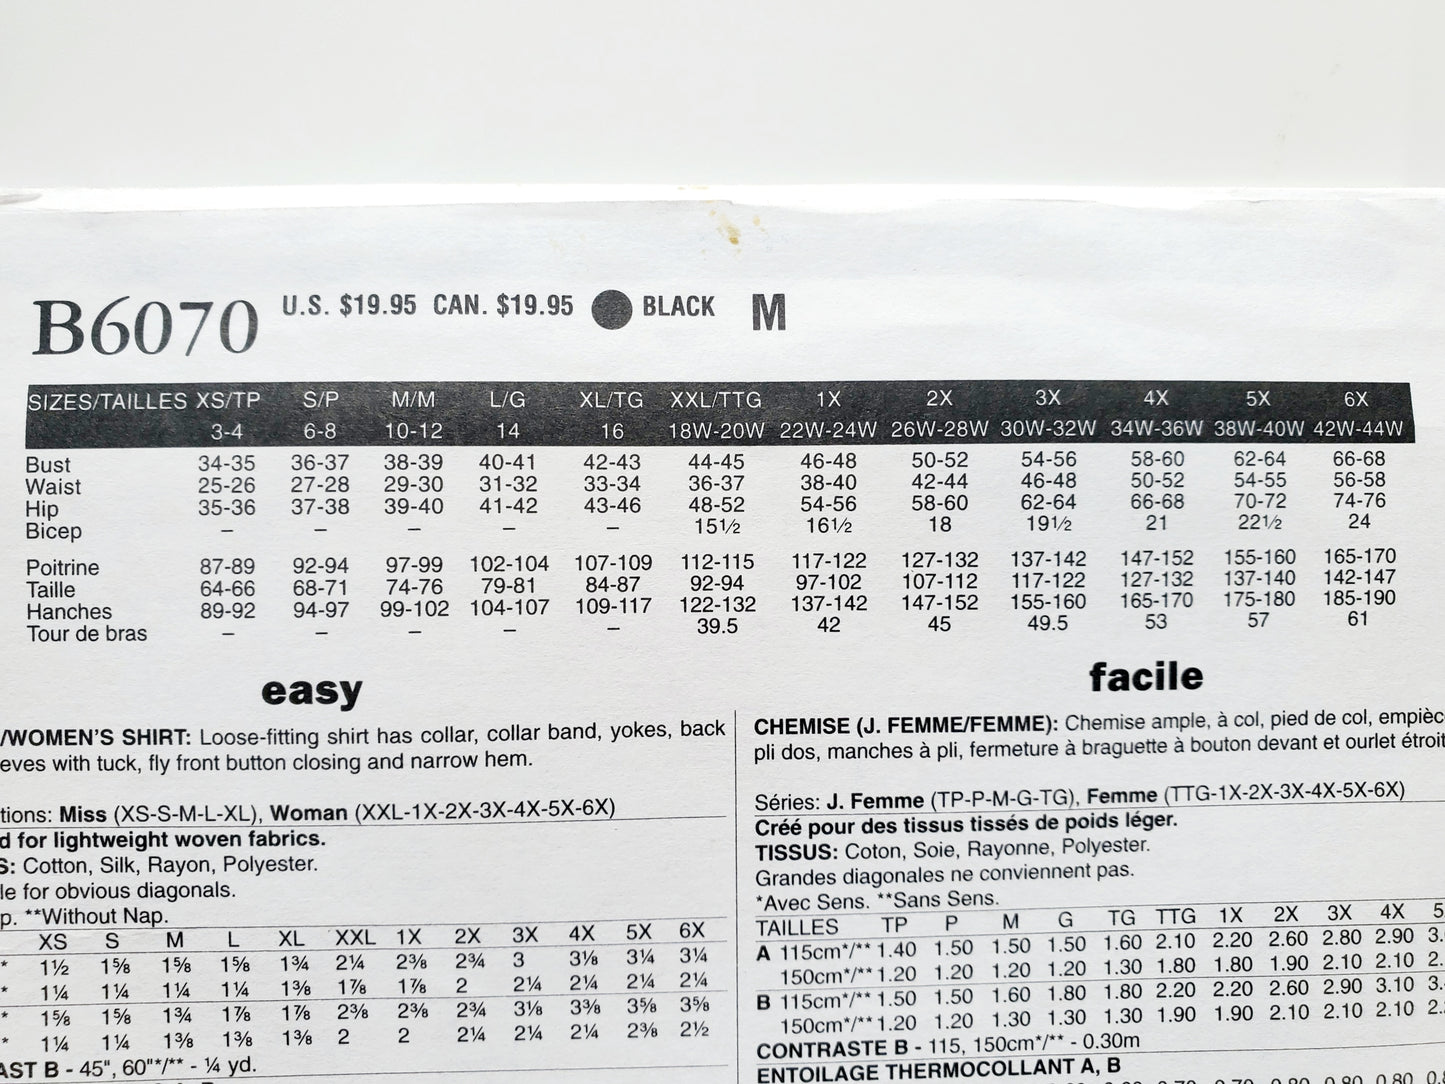 B6070 U.S. $19.95 CAN. $19.95 BLACK M
SIZES/TAILLES XS/TP S/P M/M L/G XL/TG XXL/TTG 1X 2X 3X 4X 5X 6X
3-4 6-8 10-12 14 16 18W-20W 22W-24W 26W-28W 30W-32W 34W-36W 38W-40W 42W-44W
Bust 34-35 36-37 38-39 40-41 42-43 44-45 46-48 50-52 54-56 58-60 62-64 66-68
Waist 25-26 27-28 29-30 31-32 33-34 36-37 38-40 42-44 46-48 50-52 54-55 56-58
Hip 35-36 37-38 39-40 41-42 43-46 48-52 54-56 58-60 62-64 66-68 70-72 74-76
Bicep – – – – – 15½ 16½ 18 19½ 21 22½ 24
Poitrine 87-89 92-94 97-99 102-104 107-109 112-115 117-122 127-132 137-142 147-152 155-160 165-170
Taille 64-66 68-71 74-76 79-81 84-87 92-94 97-102 107-112 117-122 127-132 137-140 142-147
Hanches 89-92 94-97 99-102 104-107 109-117 122-132 137-142 147-152 155-160 165-170 175-180 185-190
Tour de bras – – – – – 39.5 42 45 49.5 53 57 61
easy
/WOMEN'S SHIRT: Loose-fitting shirt has collar, collar band, yokes, back
eves with tuck, fly front button closing and narrow hem.
tions: Miss (XS-S-M-L-XL), Woman (XXL-1X-2X-3X-4X-5X-6X)
d for lightweight woven fabrics.
S: Cotton, Silk, Rayon, Polyester.
le for obvious diagonals.
p. **Without Nap.
XS S M L XL XXL 1X 2X 3X 4X 5X 6X
* 1½ 1⅝ 1⅝ 1⅝ 1¾ 2¼ 2⅜ 2¾ 3 3⅛ 3¼ 3¼
* 1¼ 1¼ 1¼ 1¼ 1⅜ 1⅞ 1⅞ 2 2¼ 2¼ 2¼ 2¼
* 1⅝ 1⅝ 1¾ 1⅞ 1⅞ 2⅜ 2⅜ 2¾ 3⅛ 3⅜ 3⅝ 3⅝
* 1¼ 1¼ 1⅜ 1⅜ 1⅜ 2 2 2¼ 2¼ 2¼ 2⅜ 2½
AST B - 45", 60"*/** - ¼ yd.
facile
CHEMISE (J. FEMME/FEMME): Chemise ample, à col, pied de col, empièc
pli dos, manches à pli, fermeture à braguette à bouton devant et ourlet étroit
Séries: J. Femme (TP-P-M-G-TG), Femme (TTG-1X-2X-3X-4X-5X-6X)
Créé pour des tissus tissés de poids léger.
TISSUS: Coton, Soie, Rayonne, Polyester.
Grandes diagonales ne conviennent pas.
*Avec Sens. **Sans Sens.
TAILLES TP P M G TG TTG 1X 2X 3X 4X 5
A 115cm*/** 1.40 1.50 1.50 1.50 1.60 2.10 2.20 2.60 2.80 2.90 3.
150cm*/** 1.20 1.20 1.20 1.20 1.30 1.80 1.80 1.90 2.10 2.10 2.
B 115cm*/** 1.50 1.50 1.60 1.80 1.80 2.20 2.20 2.60 2.90 3.10 3.
150cm*/** 1.20 1.20 1.30 1.30 1.30 1.90 1.90 2.10 2.10 2.10 2.
CONTRASTE B - 115, 150cm*/** - 0.30m
ENTOILAGE THERMOCOLLANT A, B